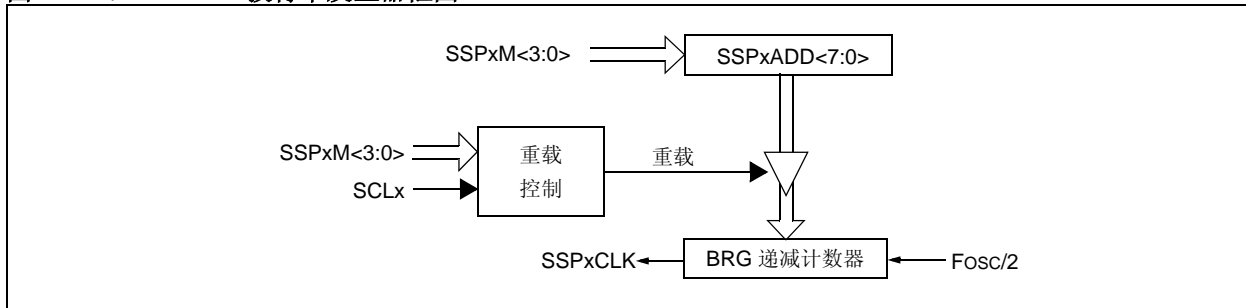 SSPxM<3:0>
SSPxADD<7:0>
SSPxM<3:0>
SCLx
重载
控制
重载
SSPxCLK
BRG 递减计数器
FOSC/2